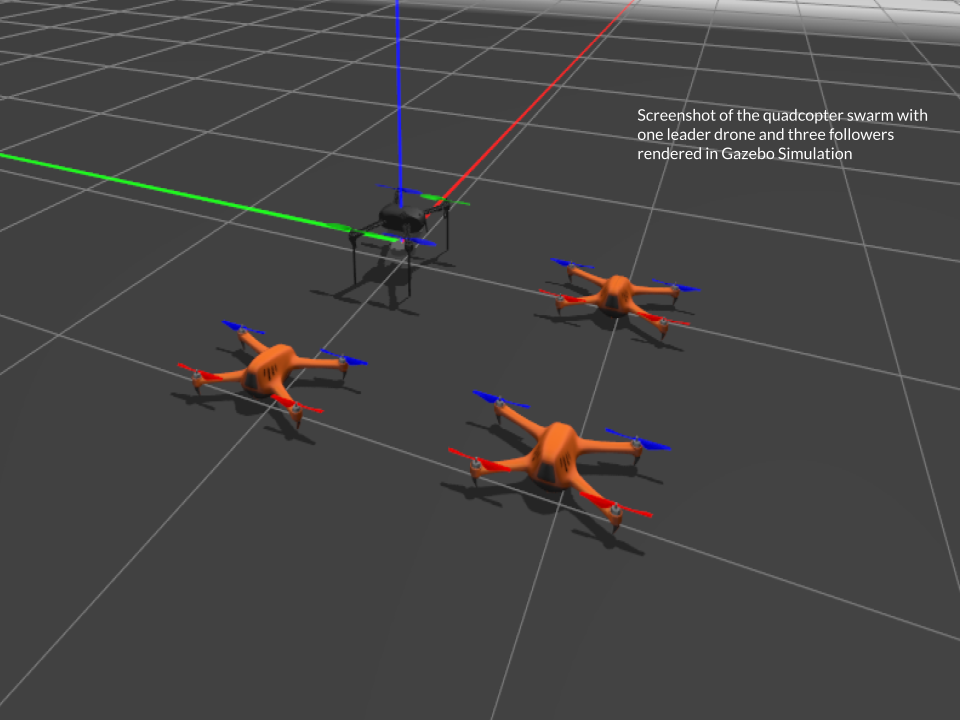 Screenshot of the quadcopter swarm with
one leader drone and three followers
rendered in Gazebo Simulation